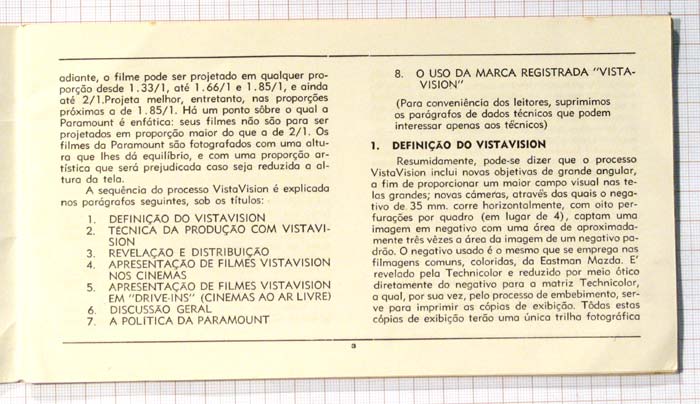 adiante, o filme pode ser projetado em qualquer pro-
porção desde 1.33/1, até 1.66/1 e 1.85/1, e ainda
até 2/1.Projeta melhor, entretanto, nas proporções
próximas a de 1.85/1. Há um ponto sôbre o qual a
Paramount é enfática: seus filmes não são para ser
projetados em proporção maior do que a de 2/1. Os
filmes da Paramount são fotografados com uma altu-
ra que lhes dá equilíbrio, e com uma proporção ar-
tística que será prejudicada caso seja reduzida a al-
tura da tela.
A sequência do processo VistaVision é explicada
nos parágrafos seguintes, sob os títulos:
1. DEFINIÇÃO DO VISTAVISION
2. TÉCNICA DA PRODUÇÃO COM VISTAVI-
SION
3. REVELAÇÃO E DISTRIBUIÇÃO
4. APRESENTAÇÃO DE FILMES VISTAVISION
NOS CINEMAS
5. APRESENTAÇÃO DE FILMES VISTAVISION
EM "DRIVE-INS" (CINEMAS AO AR LIVRE)
6. DISCUSSÃO GERAL
7. A POLÍTICA DA PARAMOUNT
8. O USO DA MARCA REGISTRADA "VISTA-
VISION"
(Para conveniência dos leitores, suprimimos
os parágrafos de dados técnicos que podem
interessar apenas aos técnicos)
1. DEFINIÇÃO DO VISTAVISION
Resumidamente, pode-se dizer que o processo
VistaVision inclui novas objetivas de grande angular,
a fim de proporcionar um maior campo visual nas te-
las grandes; novas câmeras, através das quais o nega-
tivo de 35 mm. corre horizontalmente, com oito per-
furações por quadro (em lugar de 4), captam uma
imagem em negativo com uma área de aproximada-
mente três vêzes a área da imagem de um negativo pa-
drão. O negativo usado é o mesmo que se emprega nas
filmagens comuns, coloridas, da Eastman Mazda. E'
revelado pela Technicolor e reduzido por meio ótico
diretamente do negativo para a matriz Technicolor,
a qual, por sua vez, pelo processo de embebimento, ser-
ve para imprimir as cópias de exibição. Tôdas estas
cópias de exibição terão uma única trilha fotográfica
3